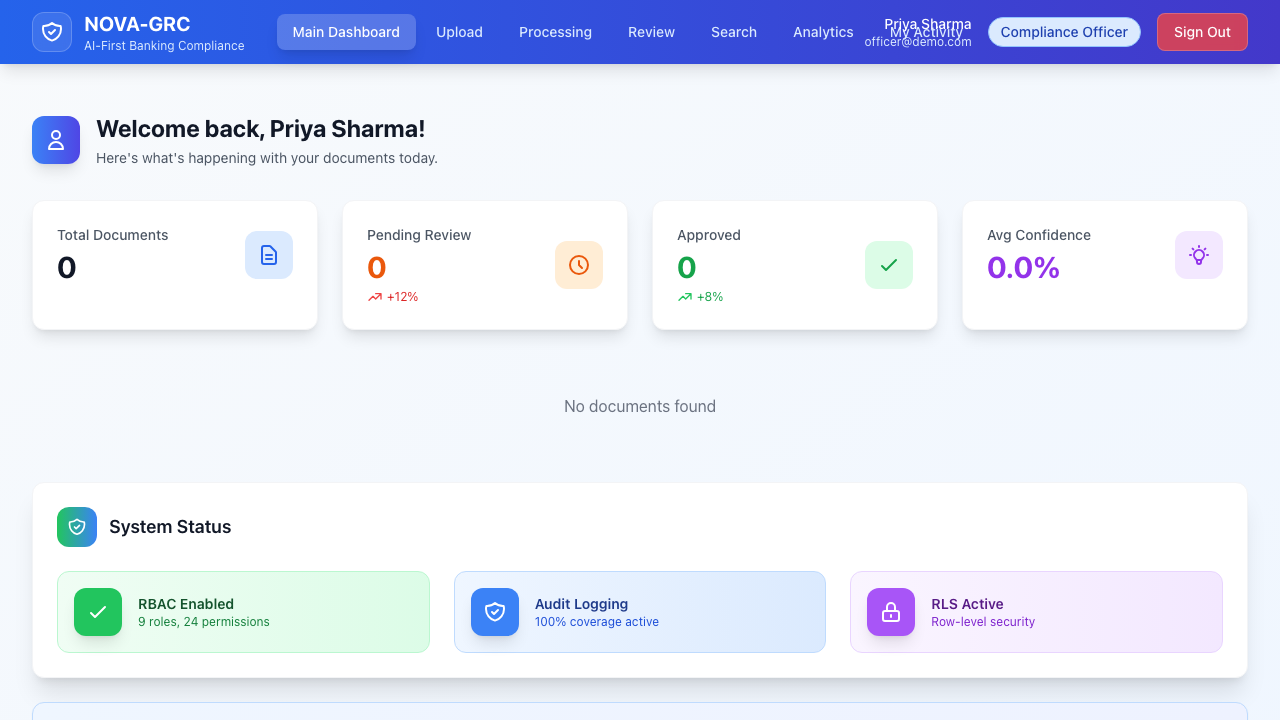 NOVA-GRC
AI-First Banking Compliance
Main Dashboard
Upload
Processing
Review
Search
Analytics
My Activity
Priya Sharma
officer@demo.com
Compliance Officer
Sign Out
Welcome back, Priya Sharma!
Here's what's happening with your documents today.
Total Documents
0
Pending Review
0
+12%
Approved
0
+8%
Avg Confidence
0.0%
No documents found
System Status
RBAC Enabled
9 roles, 24 permissions
Audit Logging
100% coverage active
RLS Active
Row-level security